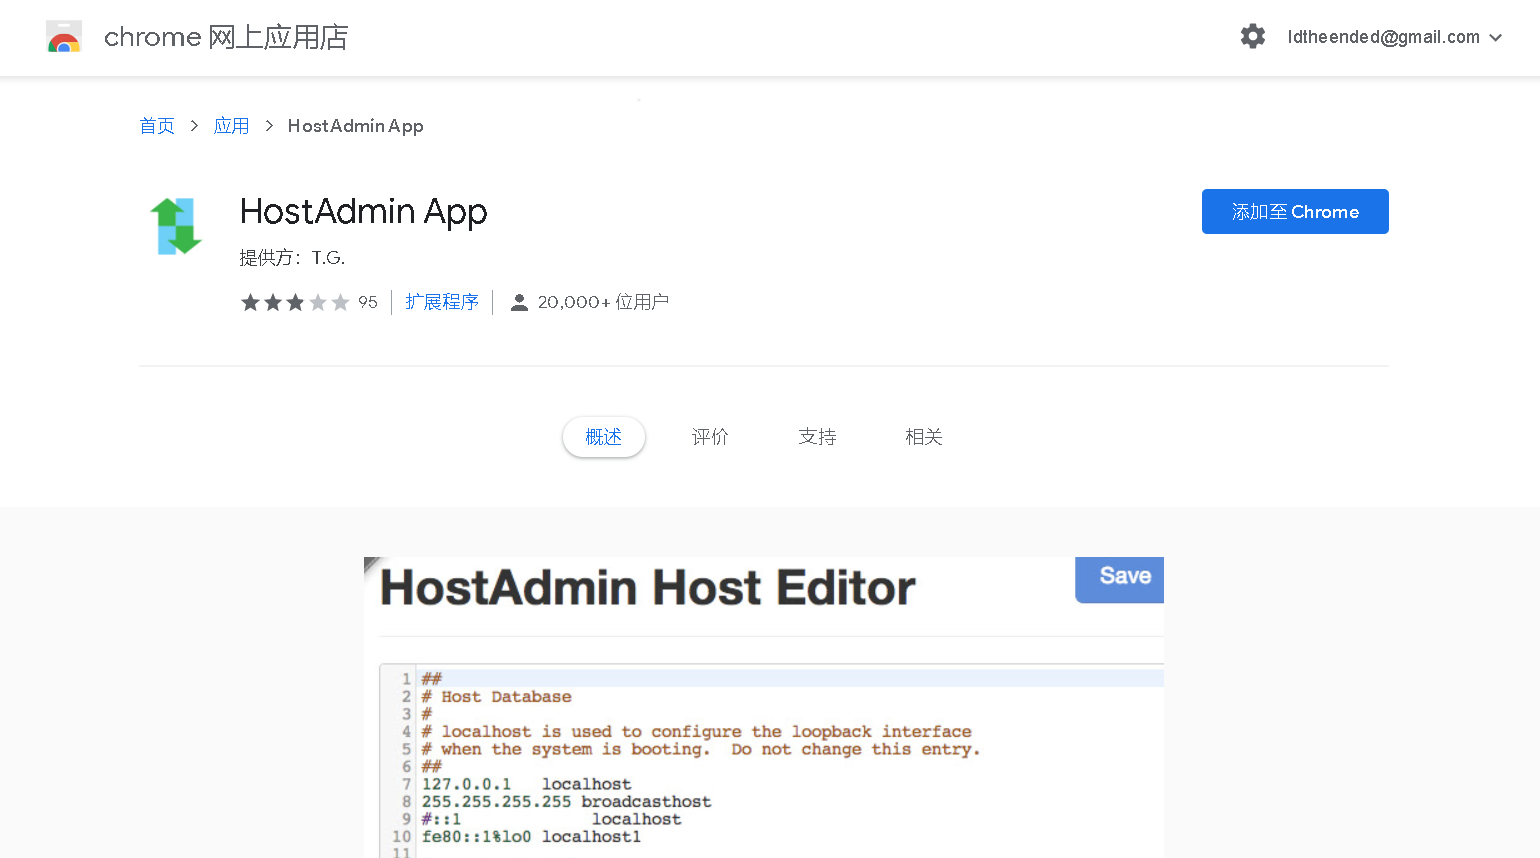 chrome 网上应用店
ldtheended@gmail.com
首页 > 应用 > HostAdmin App
HostAdmin App
添加至 Chrome
提供方：T.G.
95 扩展程序 20,000+ 位用户
概述 评价 支持 相关
HostAdmin Host Editor
Save
1 ##
2 # Host Database
3 #
4 # localhost is used to configure the loopback interface
5 # when the system is booting. Do not change this entry.
6 ##
7 127.0.0.1 localhost
8 255.255.255.255 broadcasthost
9 #::1 localhost
10 fe80::1%lo0 localhost1
11